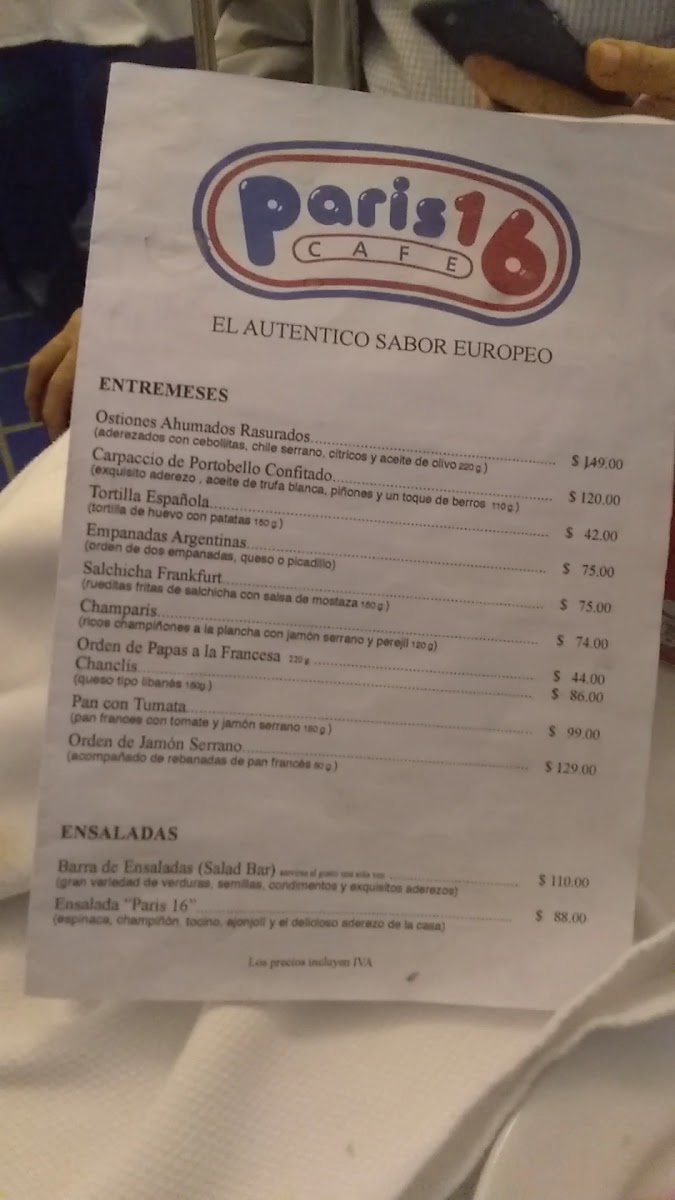 Paris16
CAFE
EL AUTENTICO SABOR EUROPEO
ENTREMESES
Ostiones Ahumados Rasurados $ 149.00
(aderezados con cebollitas, chile serrano, cítricos y aceite de olivo 220 g.)
Carpaccio de Portobello Confitado $ 120.00
(exquisito aderezo , aceite de trufa blanca, piñones y un toque de berros 110 g.)
Tortilla Española $ 42.00
(tortilla de huevo con patatas 150 g.)
Empanadas Argentinas $ 75.00
(orden de dos empanadas, queso o picadillo)
Salchicha Frankfurt $ 75.00
(rueditas fritas de salchicha con salsa de mostaza 160 g.)
Champaris $ 74.00
(ricos champiñones a la plancha con jamón serrano y perejil 120 g)
Orden de Papas a la Francesa 220 g $ 44.00
Chanclis $ 86.00
(queso tipo libanés 150g.)
Pan con Tumata $ 99.00
(pan frances con tomate y jamón serrano 150 g.)
Orden de Jamón Serrano $ 129.00
(acompañado de rebanadas de pan francés g.)
ENSALADAS
Barra de Ensaladas (Salad Bar) $ 110.00
(gran variedad de verduras, semillas, condimentos y exquisitos aderezos)
Ensalada "Paris 16" $ 88.00
(espinaca, champiñón, tocino, ajonjolí y el delicioso aderezo de la casa)
Los precios incluyen IVA